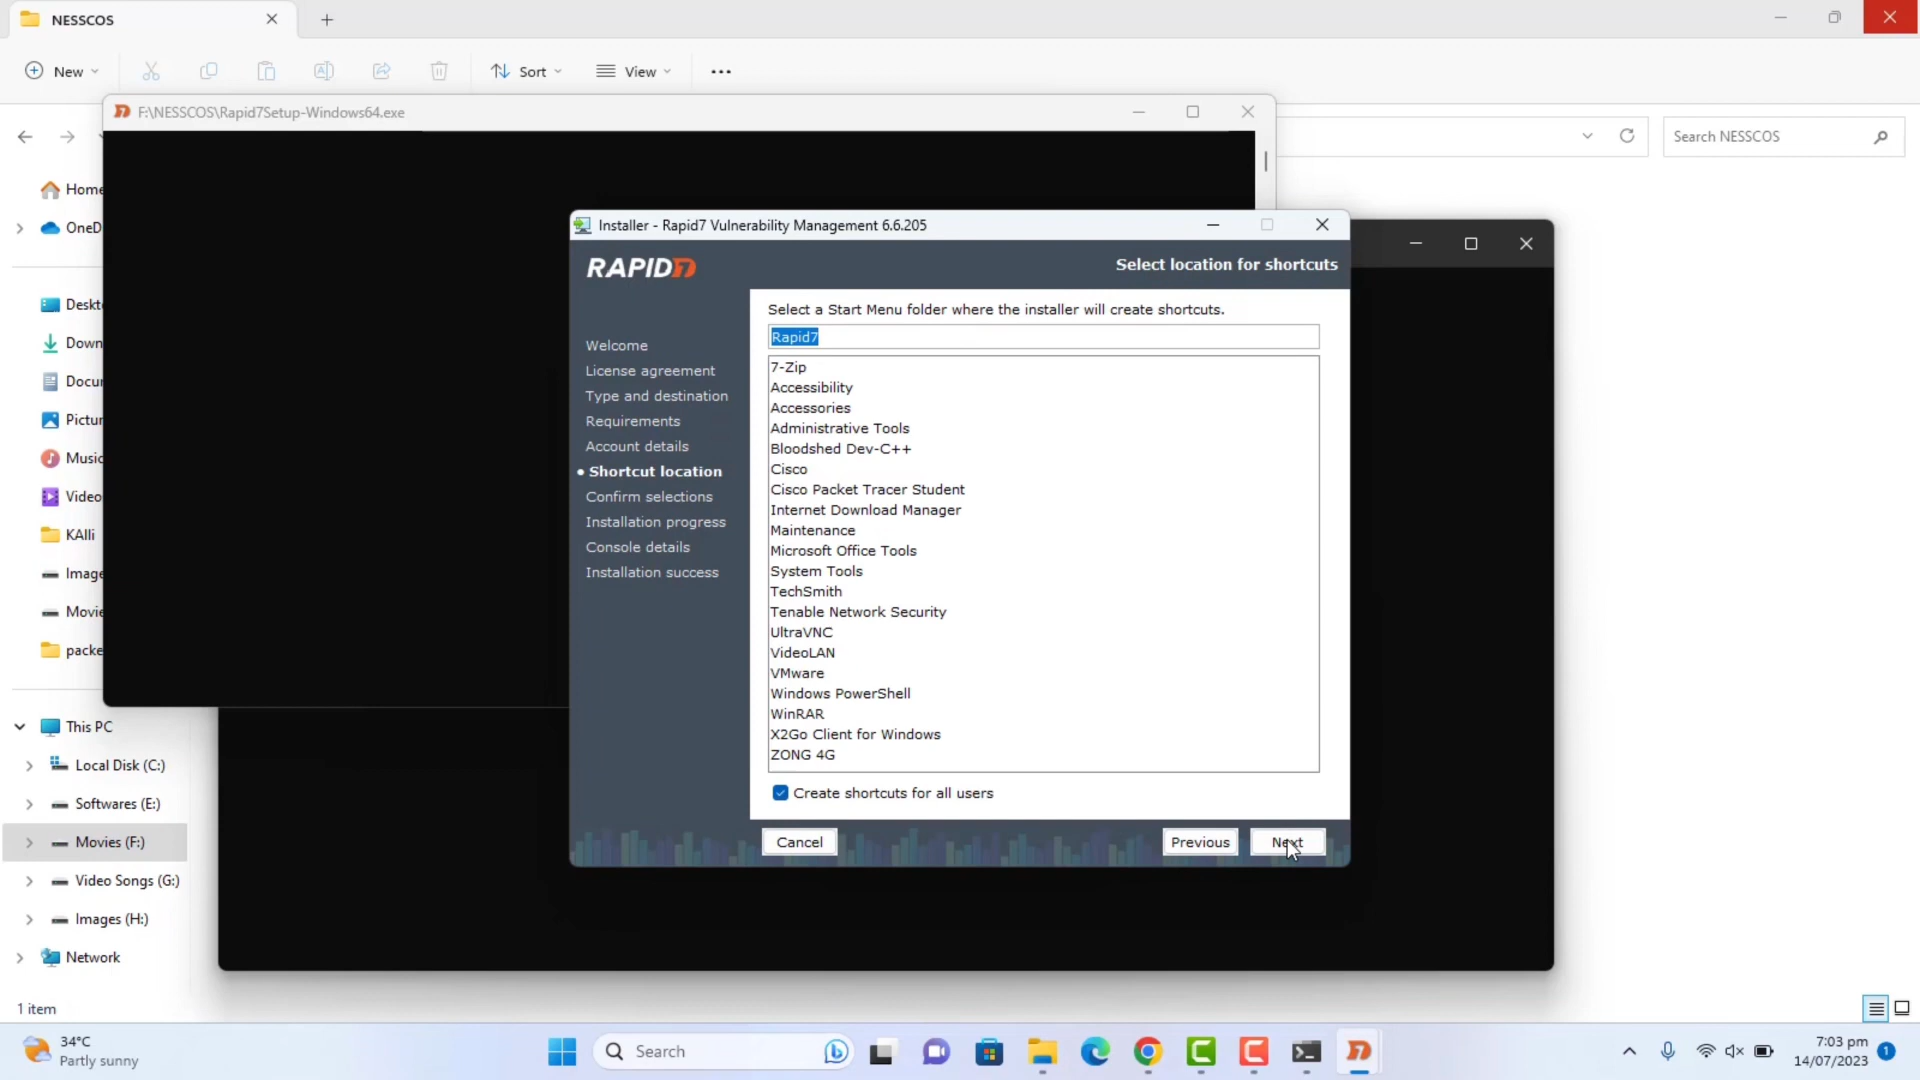 NESSCOS
New
Sort
View
F:\NESSCOS\Rapid7Setup-Windows64.exe
Search NESSCOS
Home
OneD
Deskto
Down
Docur
Pictur
Music
Video
KAlli
Image
Movie
packe
This PC
Local Disk (C:)
Softwares (E:)
Movies (F:)
Video Songs (G:)
Images (H:)
Network
1 item
Installer - Rapid7 Vulnerability Management 6.6.205
RAPID7
Select location for shortcuts
Welcome
License agreement
Type and destination
Requirements
Account details
• Shortcut location
Confirm selections
Installation progress
Console details
Installation success
Select a Start Menu folder where the installer will create shortcuts.
Rapid7
7-Zip
Accessibility
Accessories
Administrative Tools
Bloodshed Dev-C++
Cisco
Cisco Packet Tracer Student
Internet Download Manager
Maintenance
Microsoft Office Tools
System Tools
TechSmith
Tenable Network Security
UltraVNC
VideoLAN
VMware
Windows PowerShell
WinRAR
X2Go Client for Windows
ZONG 4G
Create shortcuts for all users
Cancel
Previous
Next
34°C
Partly sunny
Search
7:03 pm
14/07/2023
1